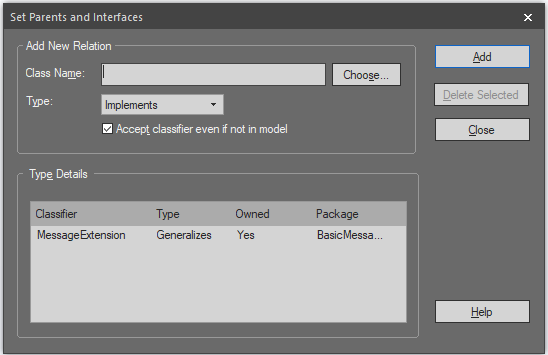 Set Parents and Interfaces
Add New Relation
Class Name:
Choose...
Type:
Implements
Accept classifier even if not in model
Add
Delete Selected
Close
Type Details
Classifier Type Owned Package
MessageExtension Generalizes Yes BasicMessa...
Help